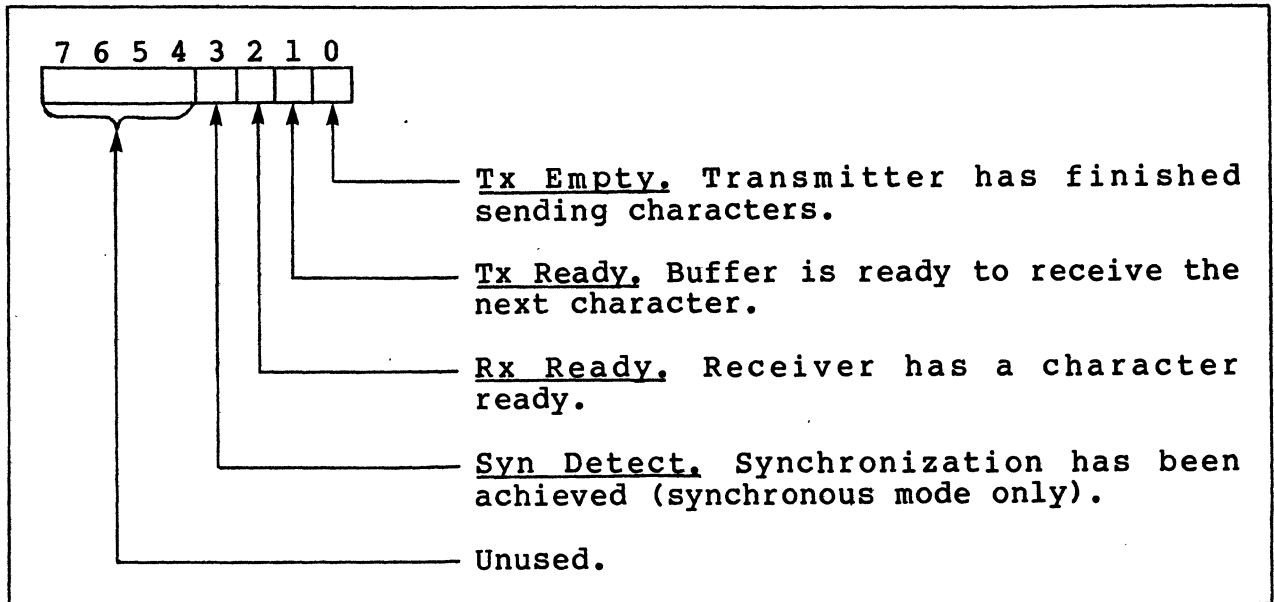 7 6 5 4 3 2 1 0
Tx Empty. Transmitter has finished
sending characters.
Tx Ready. Buffer is ready to receive the
next character.
Rx Ready. Receiver has a character
ready.
Syn Detect. Synchronization has been
achieved (synchronous mode only).
Unused.